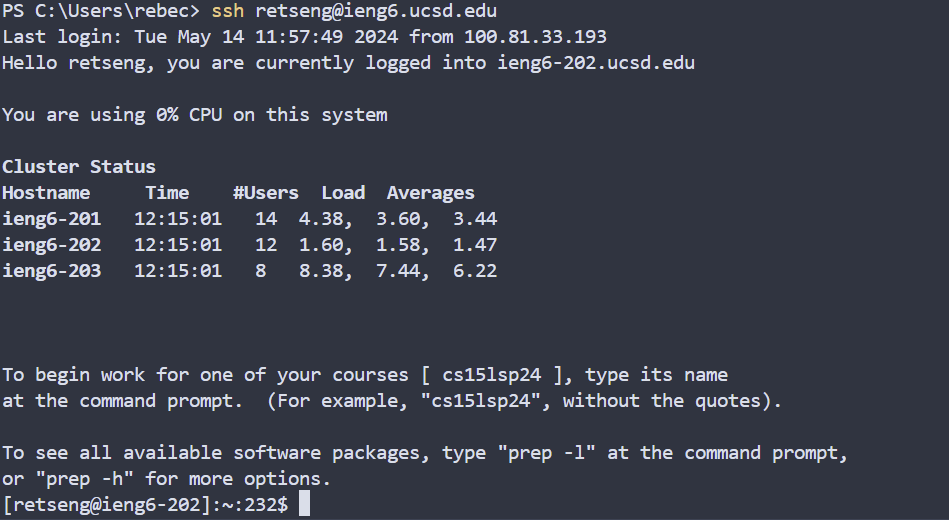 PS C:\Users\rebec> ssh retseng@ieng6.ucsd.edu
Last login: Tue May 14 11:57:49 2024 from 100.81.33.193
Hello retseng, you are currently logged into ieng6-202.ucsd.edu
You are using 0% CPU on this system
Cluster Status
Hostname     Time    #Users  Load  Averages
ieng6-201   12:15:01   14  4.38,  3.60,  3.44
ieng6-202   12:15:01   12  1.60,  1.58,  1.47
ieng6-203   12:15:01   8   8.38,  7.44,  6.22
To begin work for one of your courses [ cs15lsp24 ], type its name
at the command prompt.  (For example, "cs15lsp24", without the quotes).
To see all available software packages, type "prep -l" at the command prompt,
or "prep -h" for more options.
[retseng@ieng6-202]:~:232$